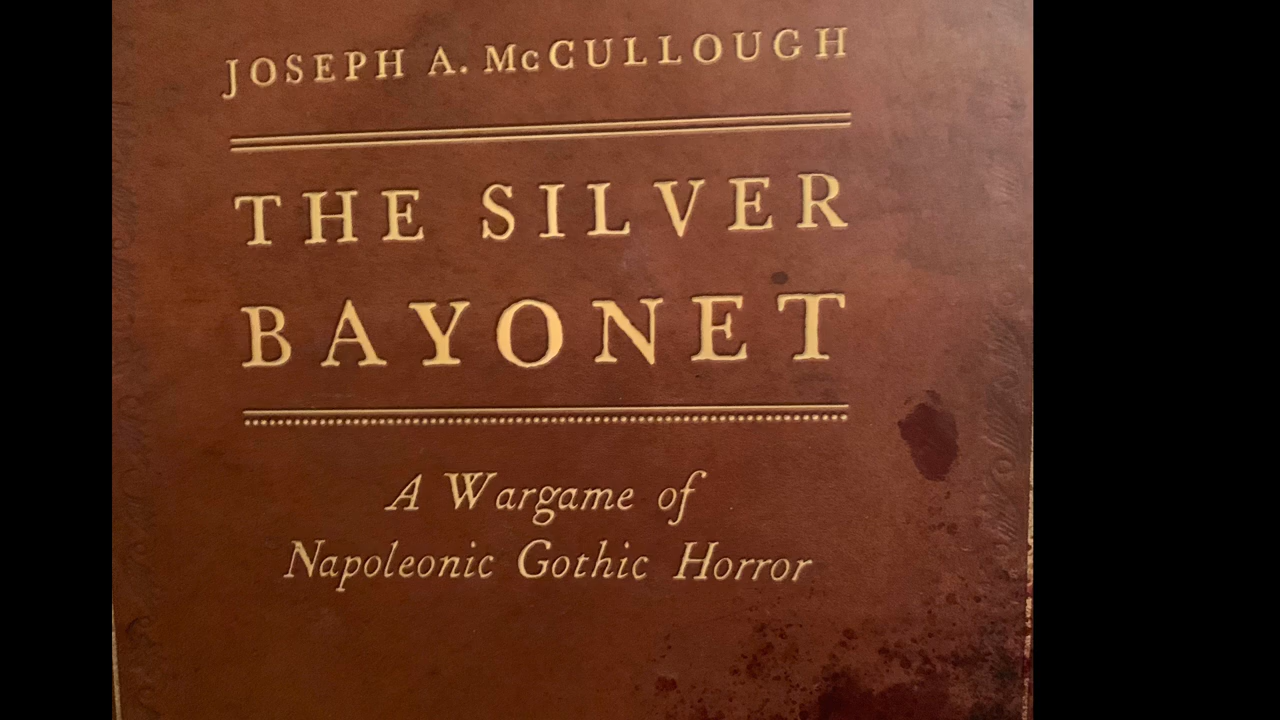 JOSEPH A. McCULLOUGH
THE SILVER
BAYONET
A Wargame of
Napoleonic Gothic Horror